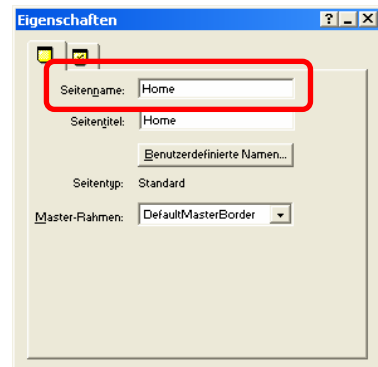 Eigenschaften
Seitenname: Home
Seitentitel: Home
Benutzerdefinierte Namen...
Seitentyp: Standard
Master-Rahmen: DefaultMasterBorder